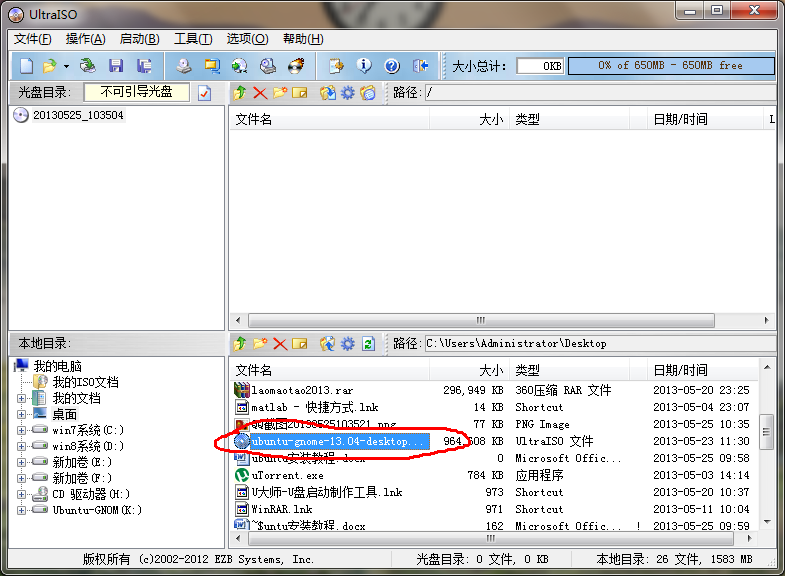 UltraISO
文件(F) 操作(A) 启动(B) 工具(T) 选项(O) 帮助(H)
大小总计: 0KB 0% of 650MB - 650MB free
光盘目录: 不可引导光盘 路径: /
20130525_103504
文件名 大小 类型 日期/时间 L
本地目录: 路径: C:\Users\Administrator\Desktop
我的电脑
我的ISO文档
我的文档
桌面
win7系统(C:)
win8系统(D:)
新加卷(E:)
新加卷(F:)
CD 驱动器(H:)
Ubuntu-GNOM(K:)
文件名 大小 类型 日期/时间
laomaotao2013.rar 296,949 KB 360压缩 RAR 文件 2013-05-20 23:25
matlab - 快捷方式.lnk 14 KB Shortcut 2013-05-04 23:07
QQ截图20130525103521.png 77 KB PNG Image 2013-05-25 10:35
ubuntu-gnome-13.04-desktop... 964,608 KB UltraISO 文件 2013-05-23 11:30
ubuntu安装教程.docx 0 Microsoft Offic... 2013-05-25 09:58
uTorrent.exe 784 KB 应用程序 2013-05-03 14:14
U大师-U盘启动制作工具.lnk 973 Shortcut 2013-05-20 10:37
WinRAR.lnk 971 Shortcut 2013-05-11 10:04
~$untu安装教程.docx 162 Microsoft Offic... ! 2013-05-25 09:59
版权所有 (c)2002-2012 EZB Systems, Inc. 光盘目录: 0 文件, 0 KB 本地目录: 26 文件, 1583 MB